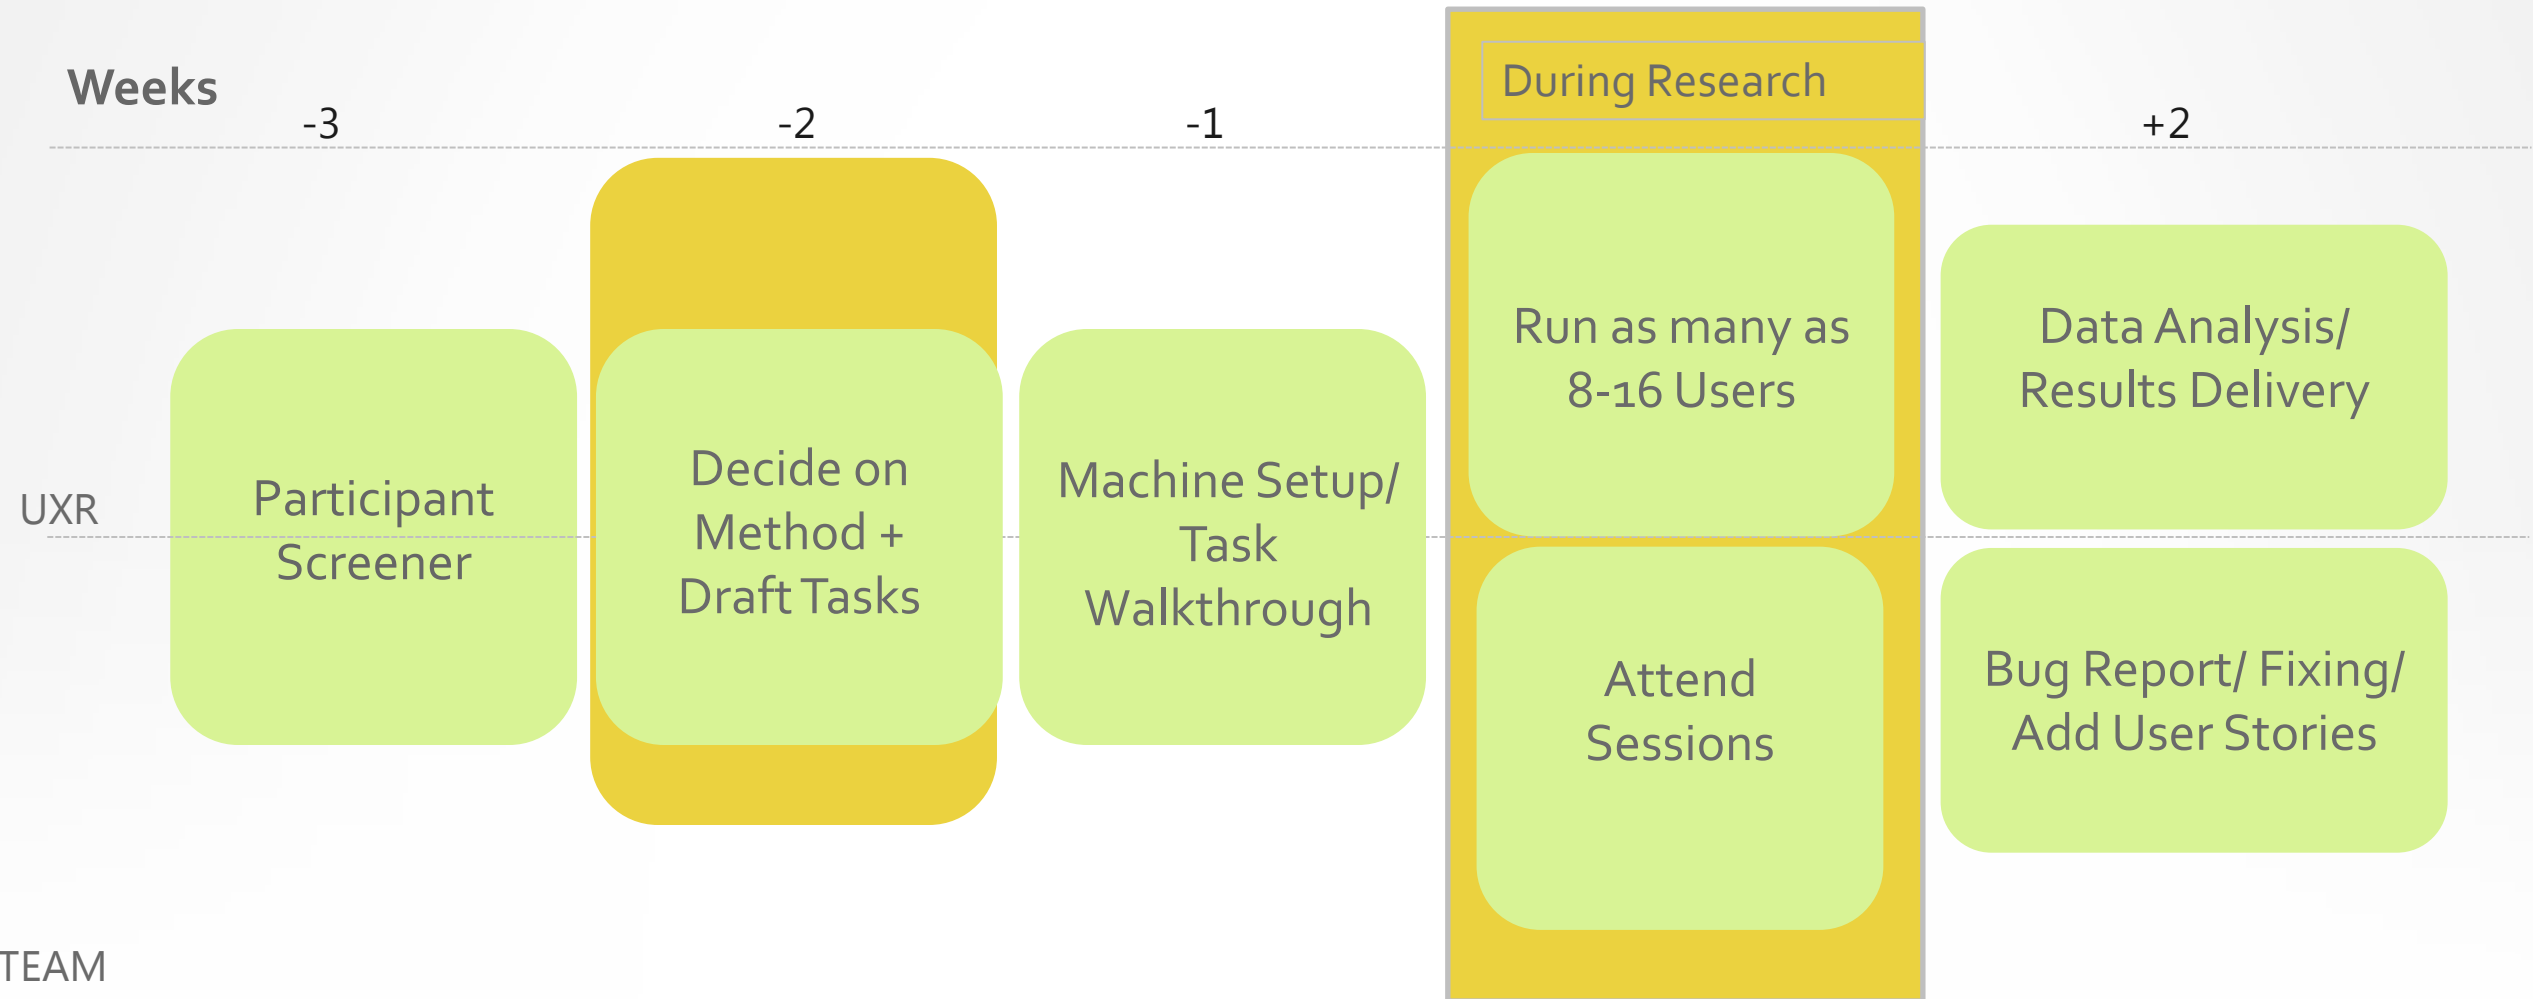 Weeks
-3
-2
-1
During Research
+2
UXR
Participant
Screener
Decide on
Method +
Draft Tasks
Machine Setup/
Task
Walkthrough
Run as many as
8-16 Users
Data Analysis/
Results Delivery
Attend
Sessions
Bug Report/ Fixing/
Add User Stories
TEAM